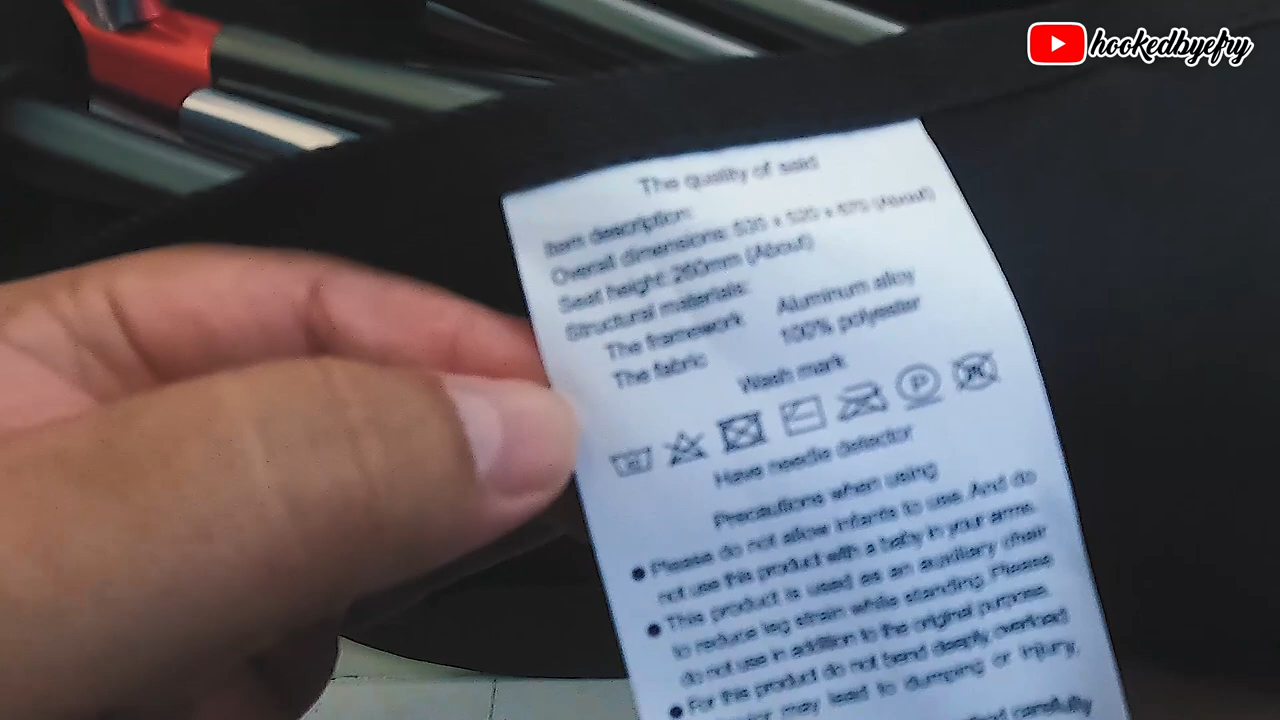 hookedbyefry
The quality of said
Item description:
Overall dimensions: 520 x 520 x 670 (About)
Seat height: 260mm (About)
Structural materials:
The framework Aluminum alloy
The fabric 100% polyester
Wash mark
P
Have needle detector
Precautions when using
● Please do not allow infants to use. And do
not use this product with a baby in your arms.
● This product is used as an auxiliary chair
to reduce leg strain while standing. Please
do not use in addition to the original purpose.
● For this product do not bend deeply, overload
may lead to dumping or injury,
carefully